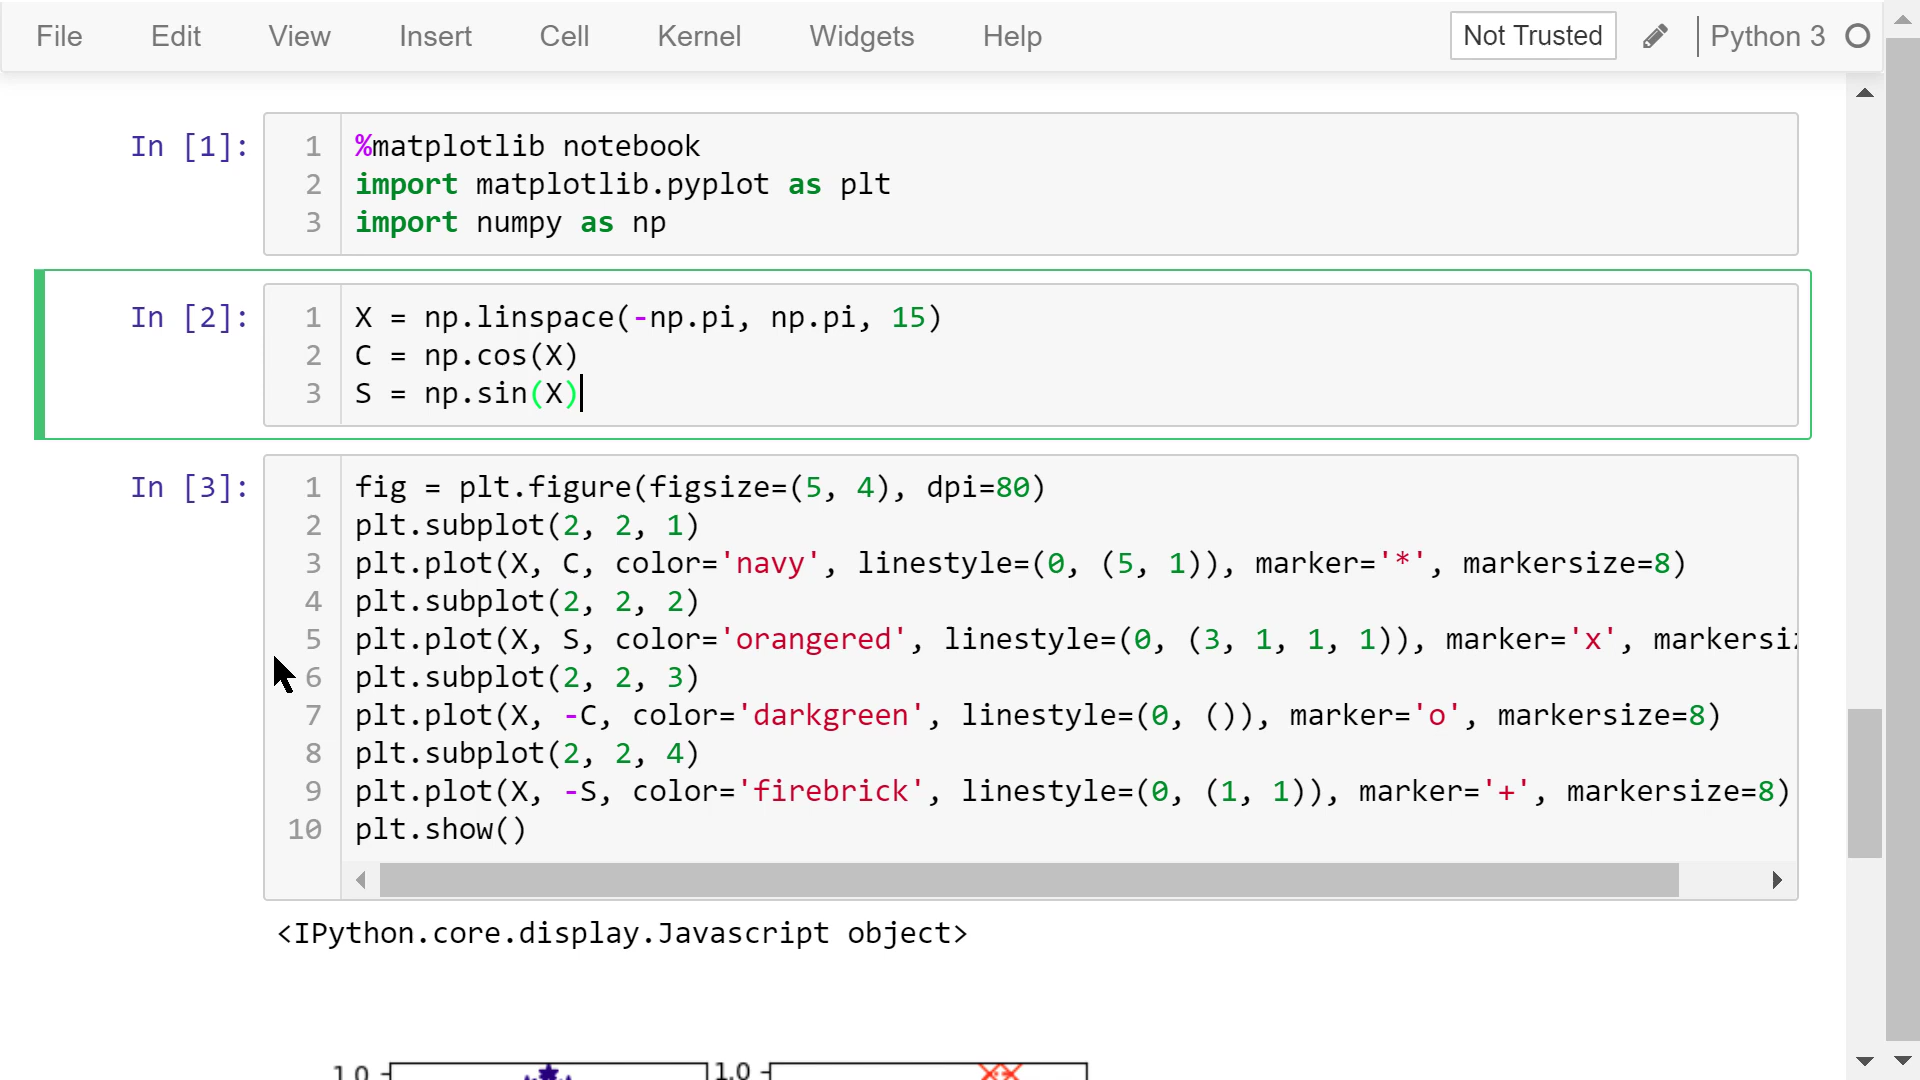 File Edit View Insert Cell Kernel Widgets Help Not Trusted Python 3
In [1]:
1 %matplotlib notebook
2 import matplotlib.pyplot as plt
3 import numpy as np
In [2]:
1 X = np.linspace(-np.pi, np.pi, 15)
2 C = np.cos(X)
3 S = np.sin(X)
In [3]:
1 fig = plt.figure(figsize=(5, 4), dpi=80)
2 plt.subplot(2, 2, 1)
3 plt.plot(X, C, color='navy', linestyle=(0, (5, 1)), marker='*', markersize=8)
4 plt.subplot(2, 2, 2)
5 plt.plot(X, S, color='orangered', linestyle=(0, (3, 1, 1, 1)), marker='x', markersi
6 plt.subplot(2, 2, 3)
7 plt.plot(X, -C, color='darkgreen', linestyle=(0, ()), marker='o', markersize=8)
8 plt.subplot(2, 2, 4)
9 plt.plot(X, -S, color='firebrick', linestyle=(0, (1, 1)), marker='+', markersize=8)
10 plt.show()
<IPython.core.display.Javascript object>
1.0 1.0